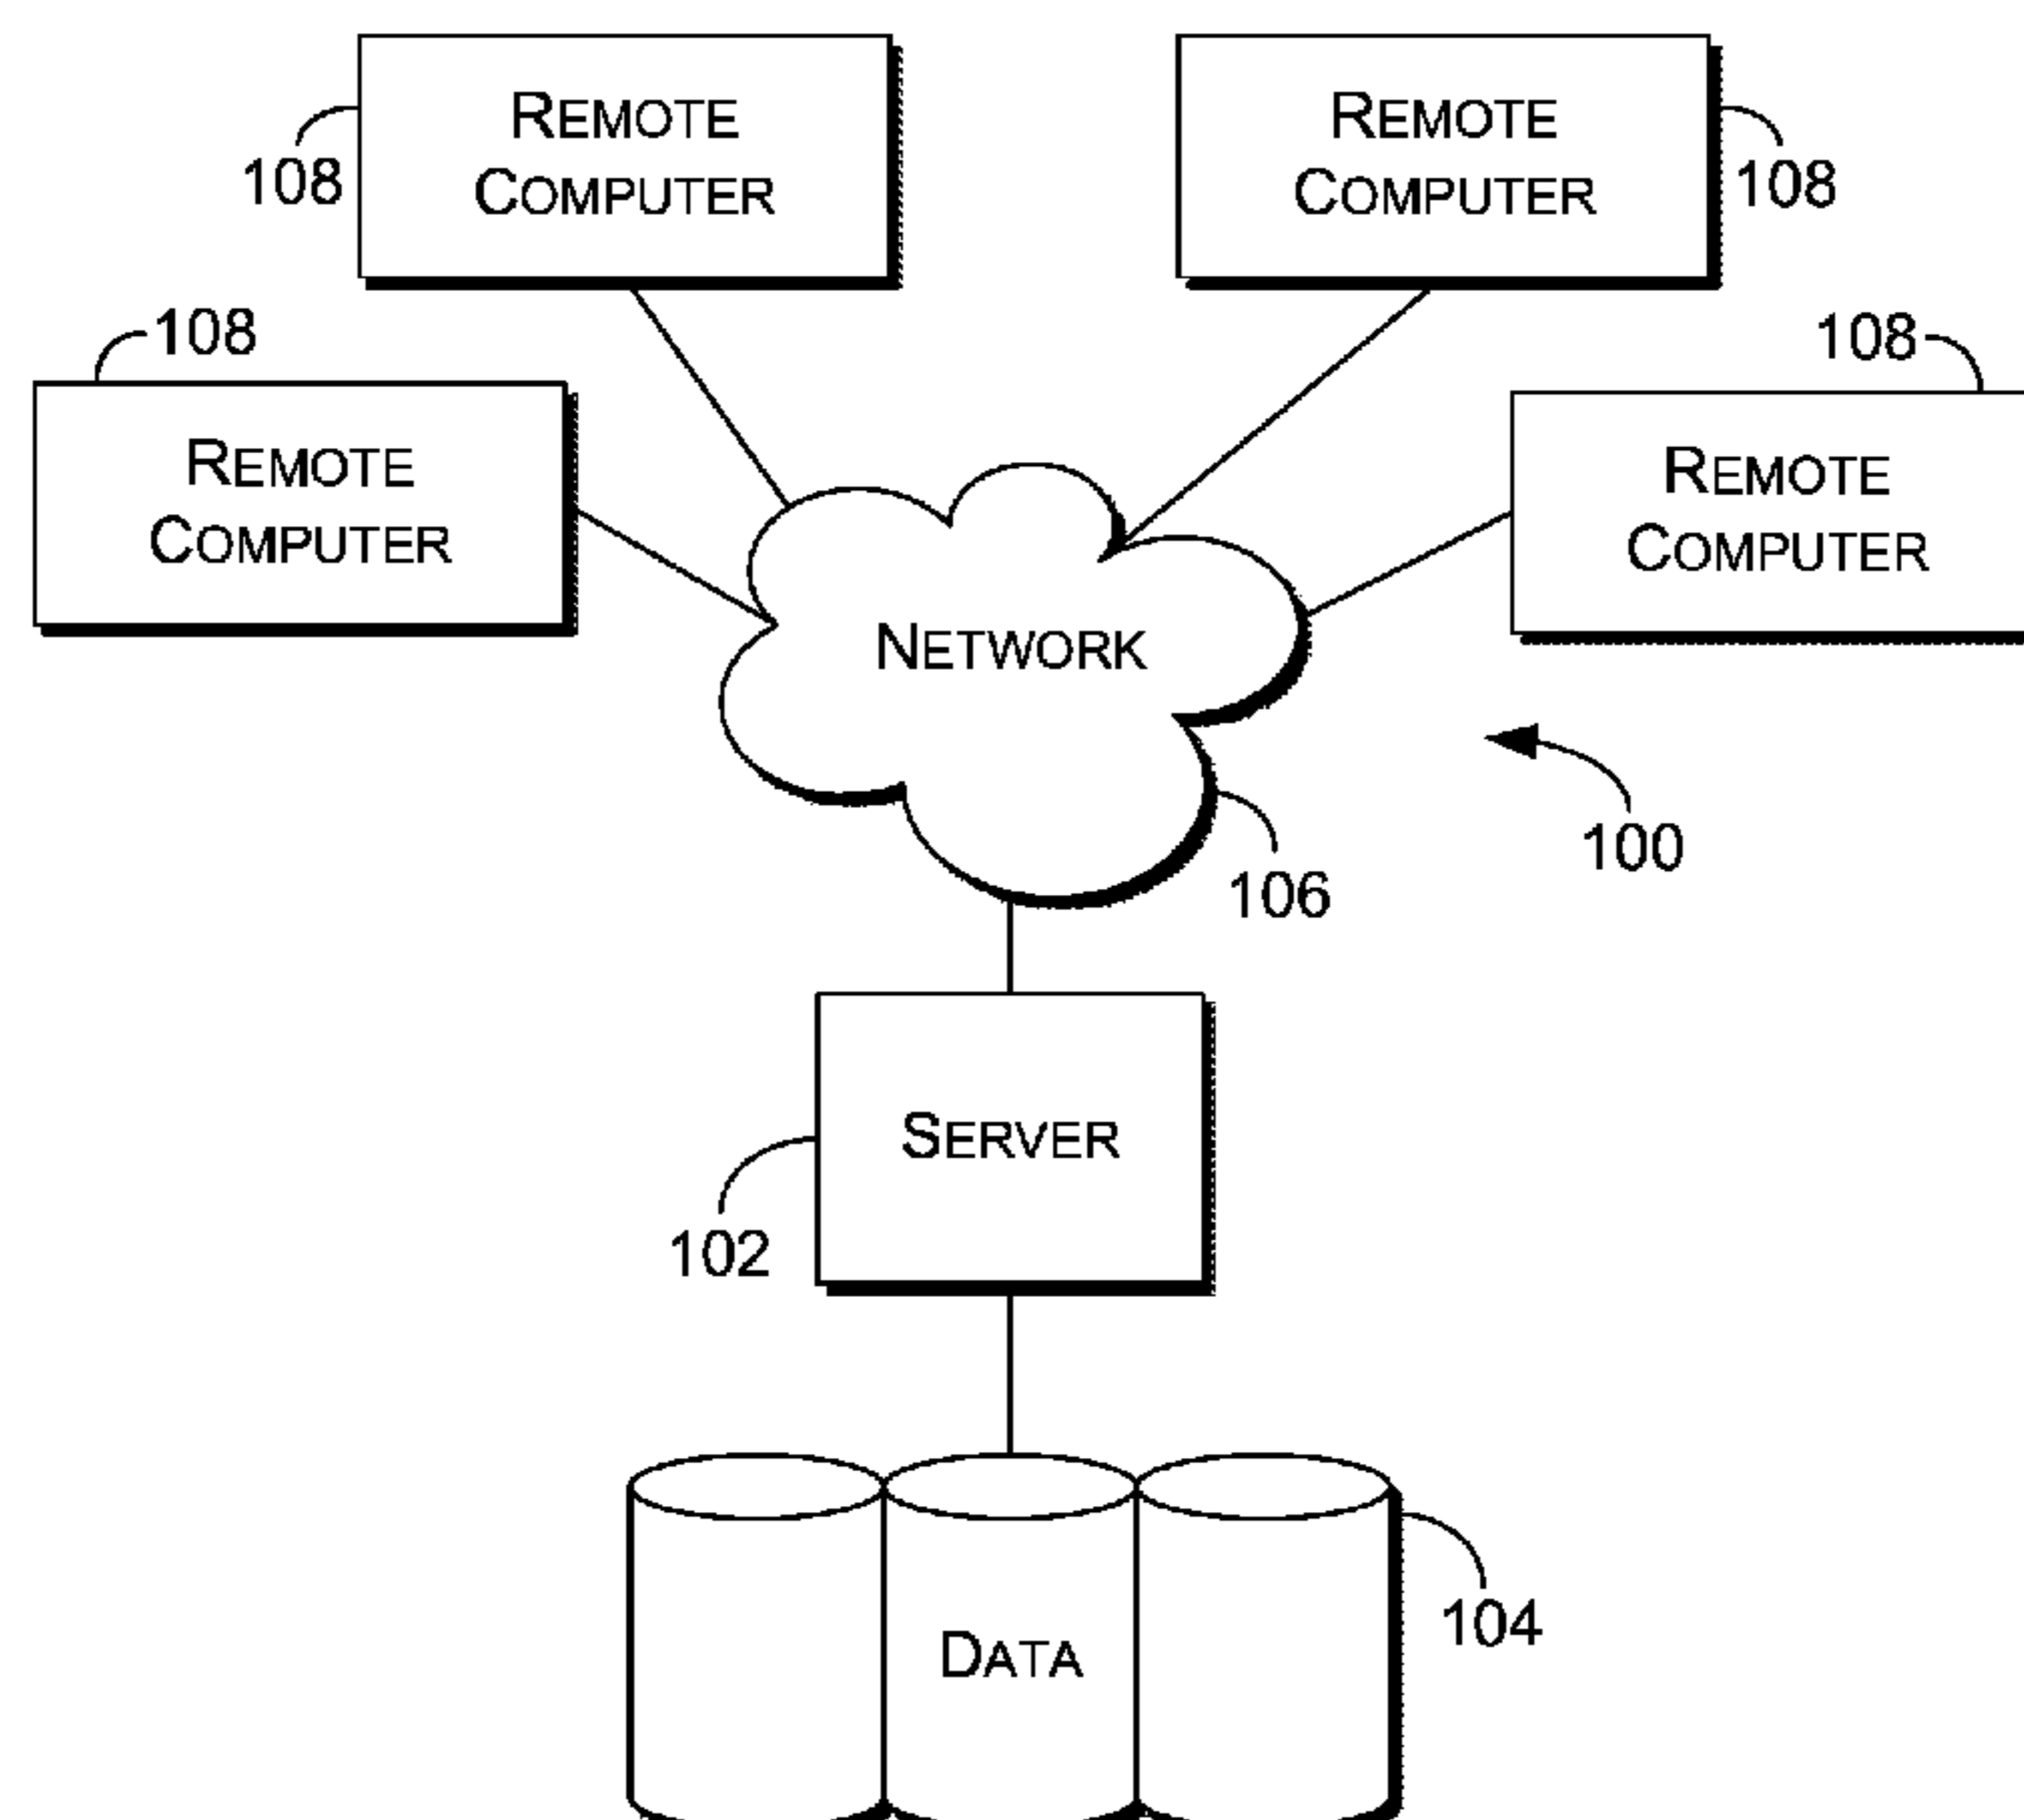 REMOTE
COMPUTER
108
REMOTE
COMPUTER
108
108
REMOTE
COMPUTER
108
REMOTE
COMPUTER
NETWORK
100
106
SERVER
102
104
DATA